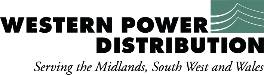 WESTERN POWER
DISTRIBUTION
Serving the Midlands, South West and Wales